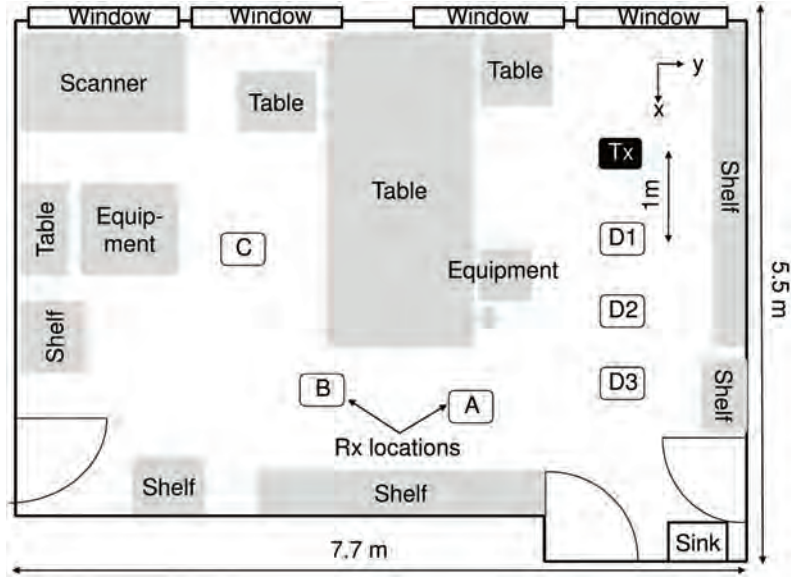 Window
Window
Window
Window
Scanner
Table
Table
y
x
Tx
1m
Shelf
Table
Table
Equip-
ment
C
D1
Equipment
D2
5.5 m
Shelf
B
A
D3
Shelf
Rx locations
Shelf
Shelf
Sink
7.7 m